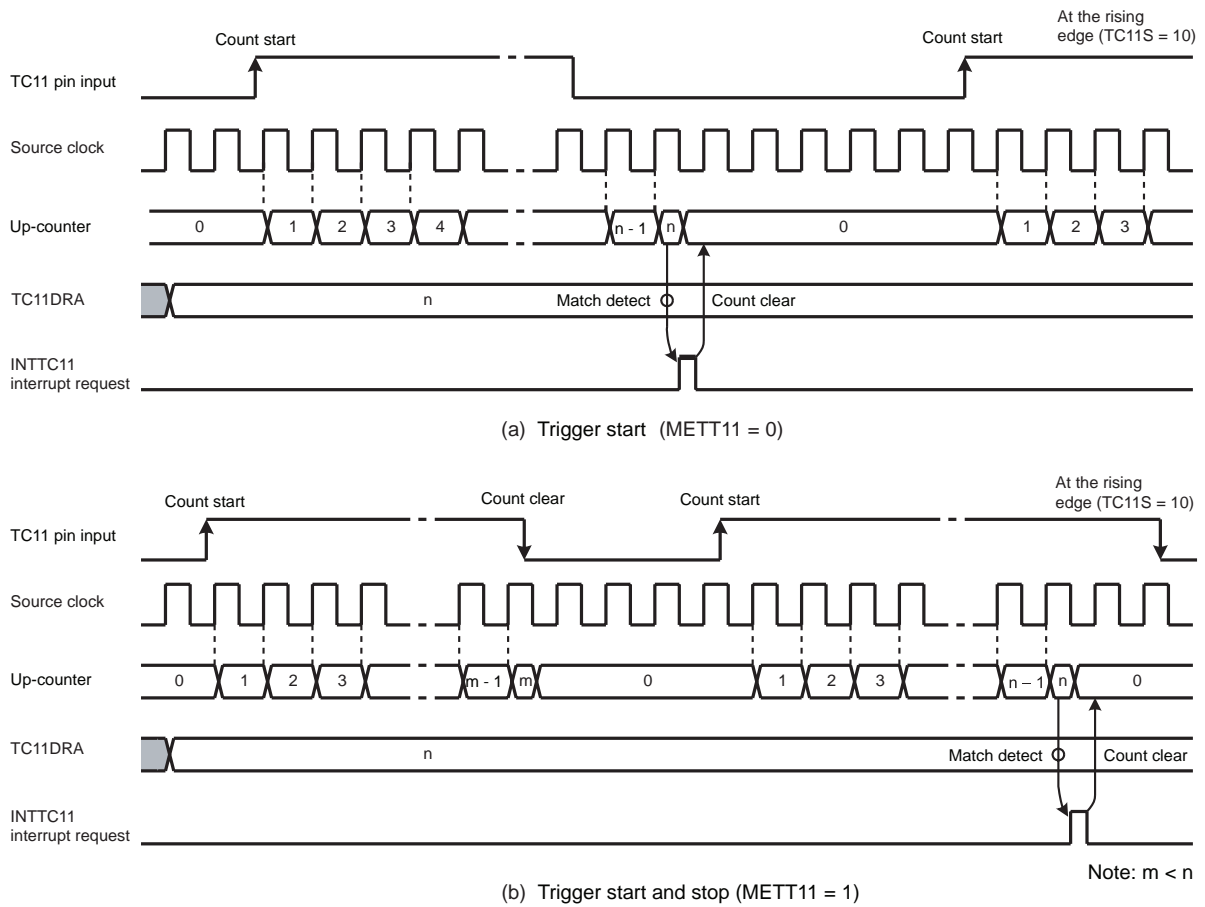 At the rising
edge (TC11S = 10)
Count start
Count start
TC11 pin input
Source clock
Up-counter
0
1
2
3
4
n - 1
n
0
1
2
3
TC11DRA
n
Match detect
Count clear
INTTC11
interrupt request
(a) Trigger start (METT11 = 0)
At the rising
edge (TC11S = 10)
Count start
Count clear
Count start
TC11 pin input
Source clock
Up-counter
0
1
2
3
m - 1
m
0
1
2
3
n – 1
n
0
TC11DRA
n
Match detect
Count clear
INTTC11
interrupt request
Note: m < n
(b) Trigger start and stop (METT11 = 1)